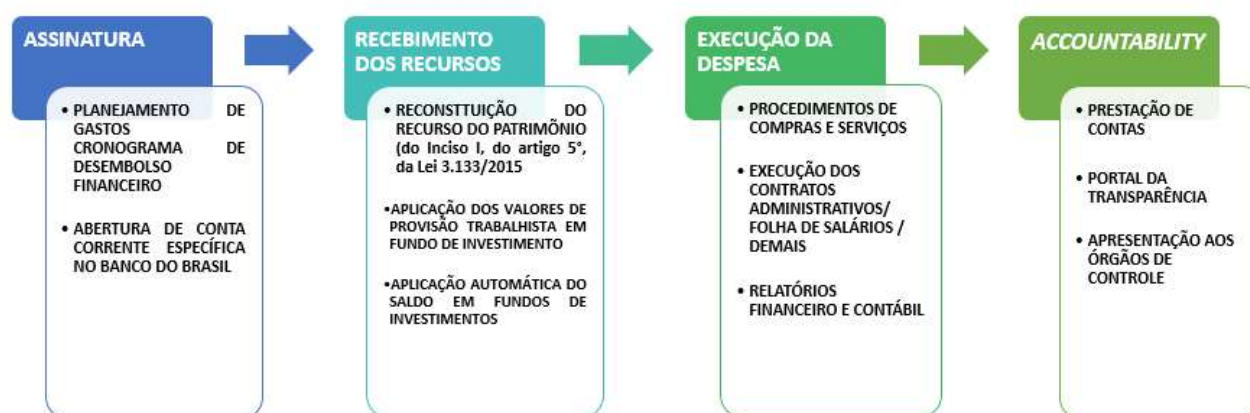 ASSINATURA
• PLANEJAMENTO DE
GASTOS
CRONOGRAMA DE
DESEMBOLSO
FINANCEIRO
• ABERTURA DE CONTA
CORRENTE ESPECÍFICA
NO BANCO DO BRASIL
RECEBIMENTO
DOS RECURSOS
• RECONSTTUIÇÃO DO
RECURSO DO PATRIMÔNIO
(do Inciso I, do artigo 5°,
da Lei 3.133/2015
•APLICAÇÃO DOS VALORES DE
PROVISÃO TRABALHISTA EM
FUNDO DE INVESTIMENTO
•APLICAÇÃO AUTOMÁTICA DO
SALDO EM FUNDOS DE
INVESTIMENTOS
EXECUÇÃO DA
DESPESA
• PROCEDIMENTOS DE
COMPRAS E SERVIÇOS
• EXECUÇÃO DOS
CONTRATOS
ADMINISTRATIVOS/
FOLHA DE SALÁRIOS /
DEMAIS
• RELATÓRIOS
FINANCEIRO E CONTÁBIL
ACCOUNTABILITY
• PRESTAÇÃO DE
CONTAS
• PORTAL DA
TRANSPARÊNCIA
• APRESENTAÇÃO AOS
ÓRGÃOS DE
CONTROLE